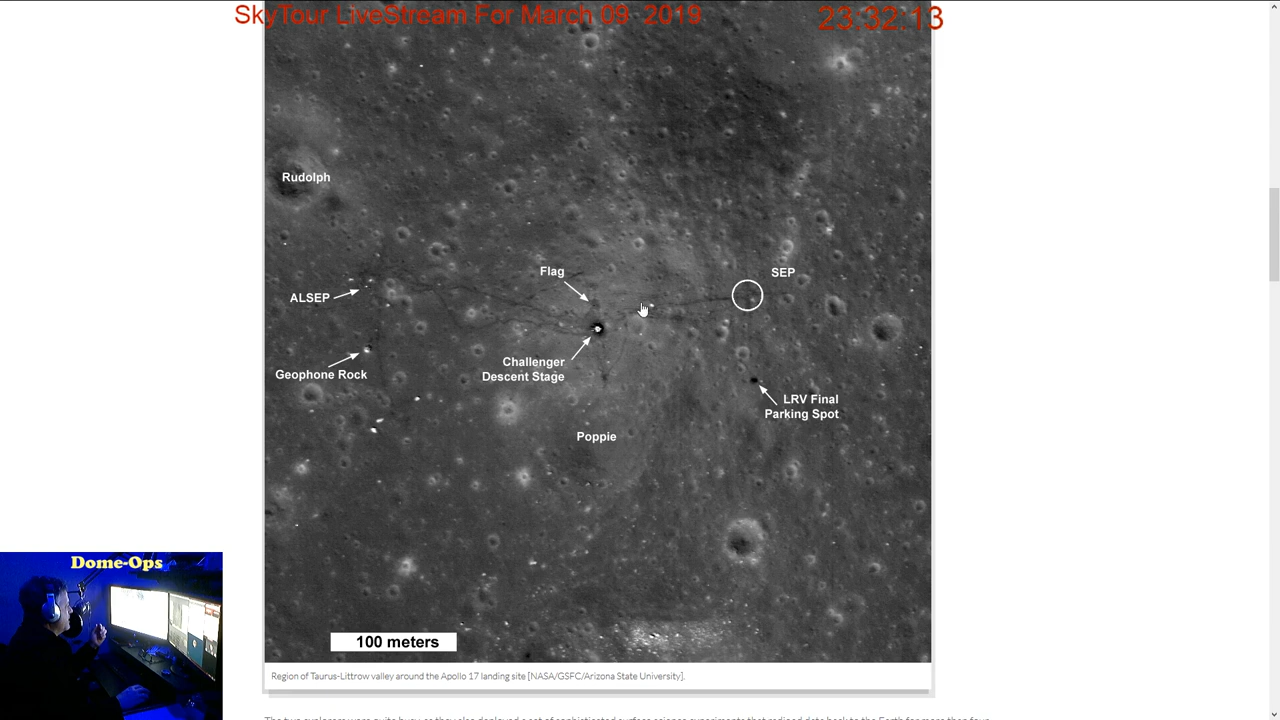 SkyTour LiveStream For March 09 2019
23:32:13
Rudolph
Flag
SEP
ALSEP
Challenger
Descent Stage
Geophone Rock
LRV Final
Parking Spot
Poppie
Dome-Ops
100 meters
Region of Taurus-Littrow valley around the Apollo 17 landing site [NASA/GSFC/Arizona State University].